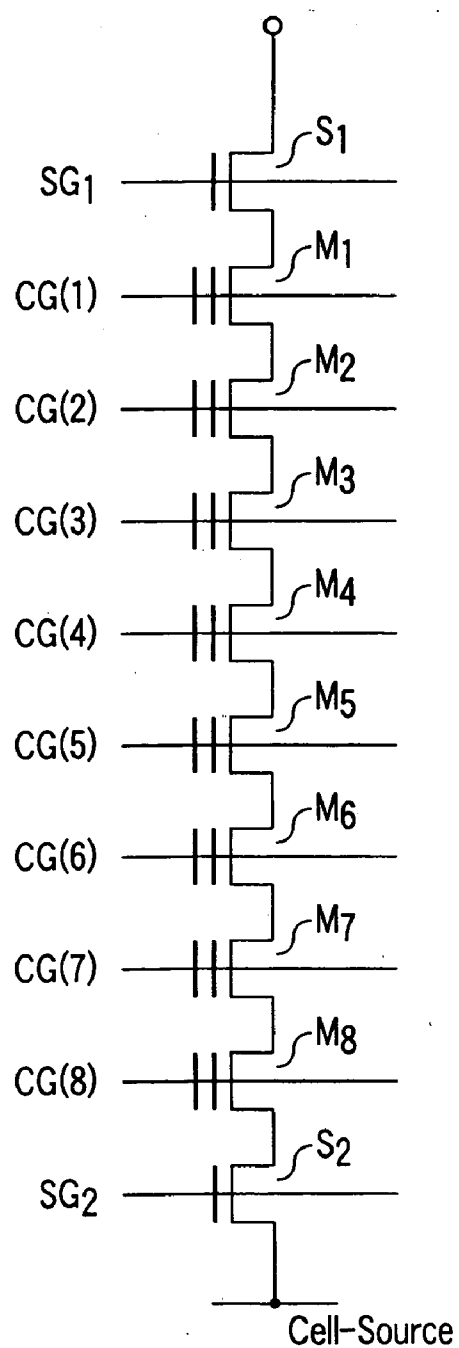 S1
SG1
M1
CG(1)
M2
CG(2)
M3
CG(3)
M4
CG(4)
M5
CG(5)
M6
CG(6)
M7
CG(7)
M8
CG(8)
S2
SG2
Cell-Source